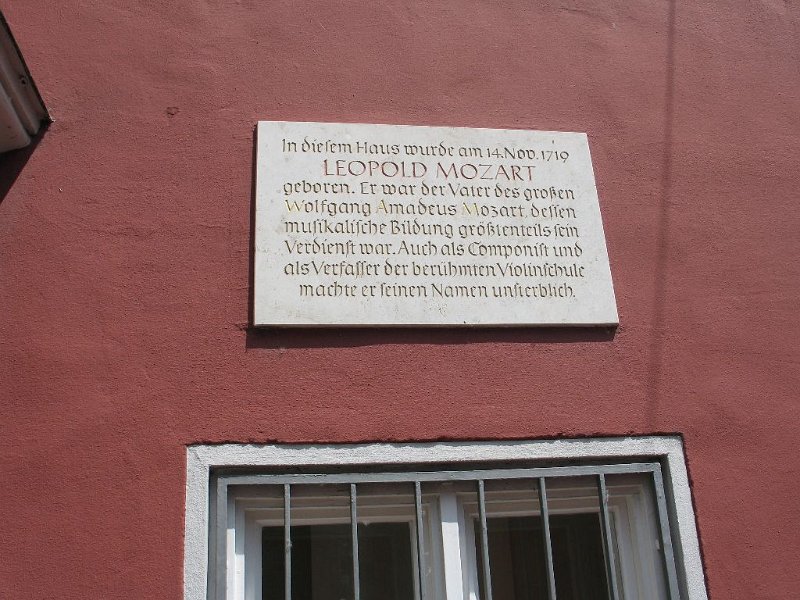 In diesem Haus wurde am 14. Nov. 1719
LEOPOLD MOZART
geboren. Er war der Vater des großen
Wolfgang Amadeus Mozart, dessen
musikalische Bildung größtenteils sein
Verdienst war. Auch als Componist und
als Verfasser der berühmten Violinschule
machte er seinen Namen unsterblich.